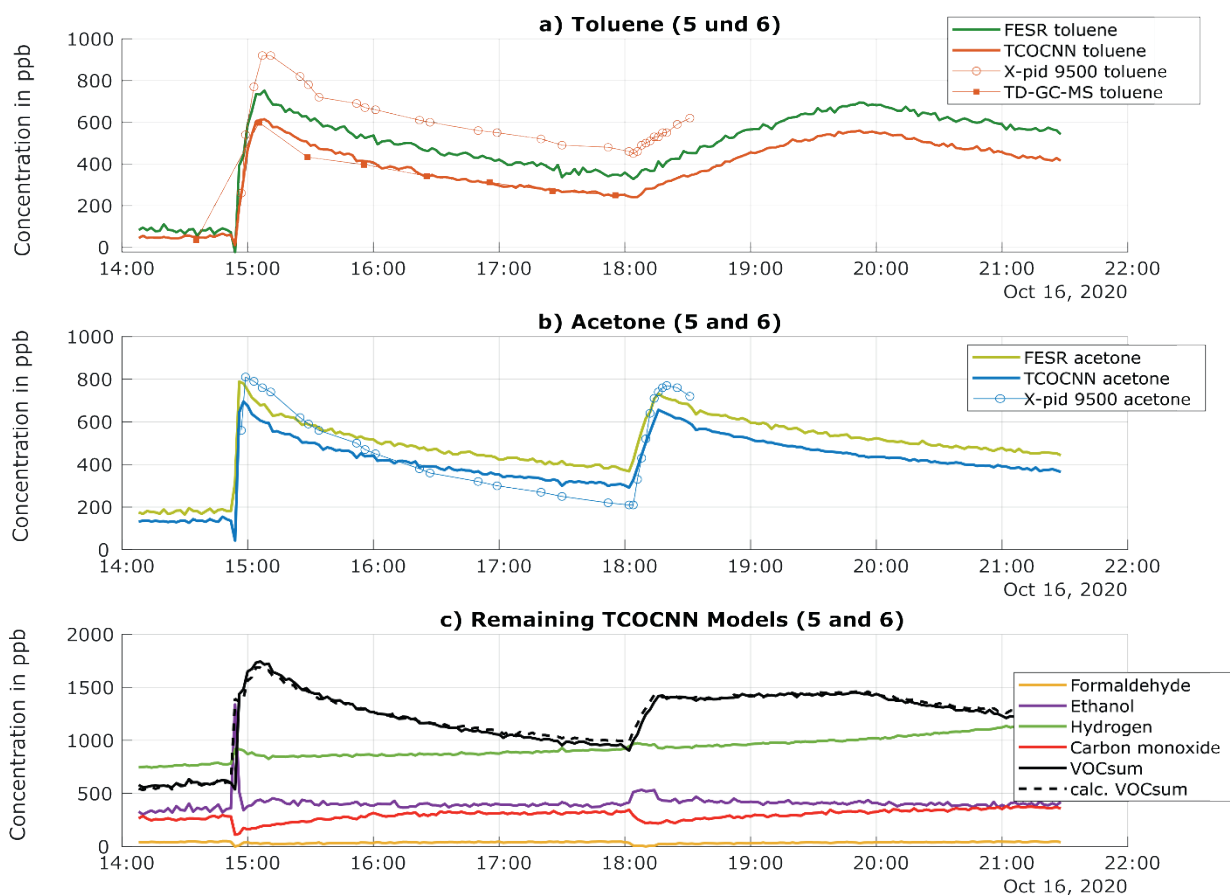 a) Toluene (5 und 6)
Concentration in ppb
1000
800
600
400
200
0
FESR toluene
TCOCNN toluene
X-pid 9500 toluene
TD-GC-MS toluene
14:00 15:00 16:00 17:00 18:00 19:00 20:00 21:00 22:00
Oct 16, 2020
b) Acetone (5 and 6)
Concentration in ppb
1000
800
600
400
200
0
FESR acetone
TCOCNN acetone
X-pid 9500 acetone
14:00 15:00 16:00 17:00 18:00 19:00 20:00 21:00 22:00
Oct 16, 2020
c) Remaining TCOCNN Models (5 and 6)
Concentration in ppb
2000
1500
1000
500
0
Formaldehyde
Ethanol
Hydrogen
Carbon monoxide
VOCsum
calc. VOCsum
14:00 15:00 16:00 17:00 18:00 19:00 20:00 21:00 22:00
Oct 16, 2020